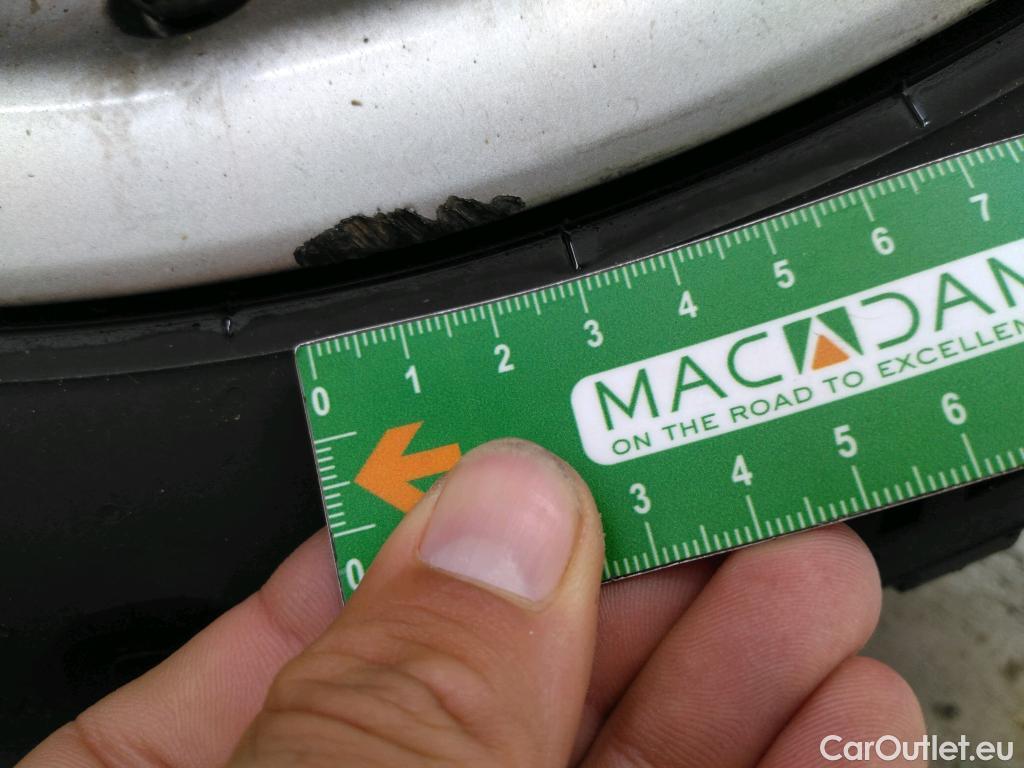 0 1 2 3 4 5 6 7
MACADAM
ON THE ROAD TO EXCELLEN
0 3 4 5 6
CarOutlet.eu